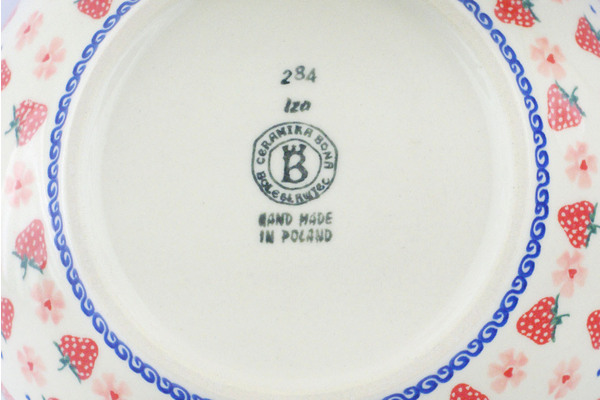 284
Iza
CERAMIKA BONA
B
BOLESŁAWIEC
HAND MADE
IN POLAND